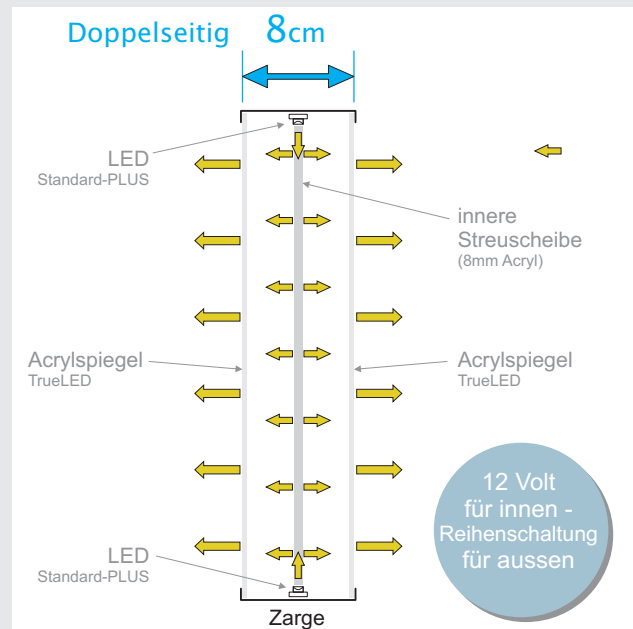 Doppelseitig 8cm
LED
Standard-PLUS
innere
Streuscheibe
(8mm Acryl)
Acrylspiegel
TrueLED
Acrylspiegel
TrueLED
12 Volt
für innen -
Reihenschaltung
für aussen
LED
Standard-PLUS
Zarge